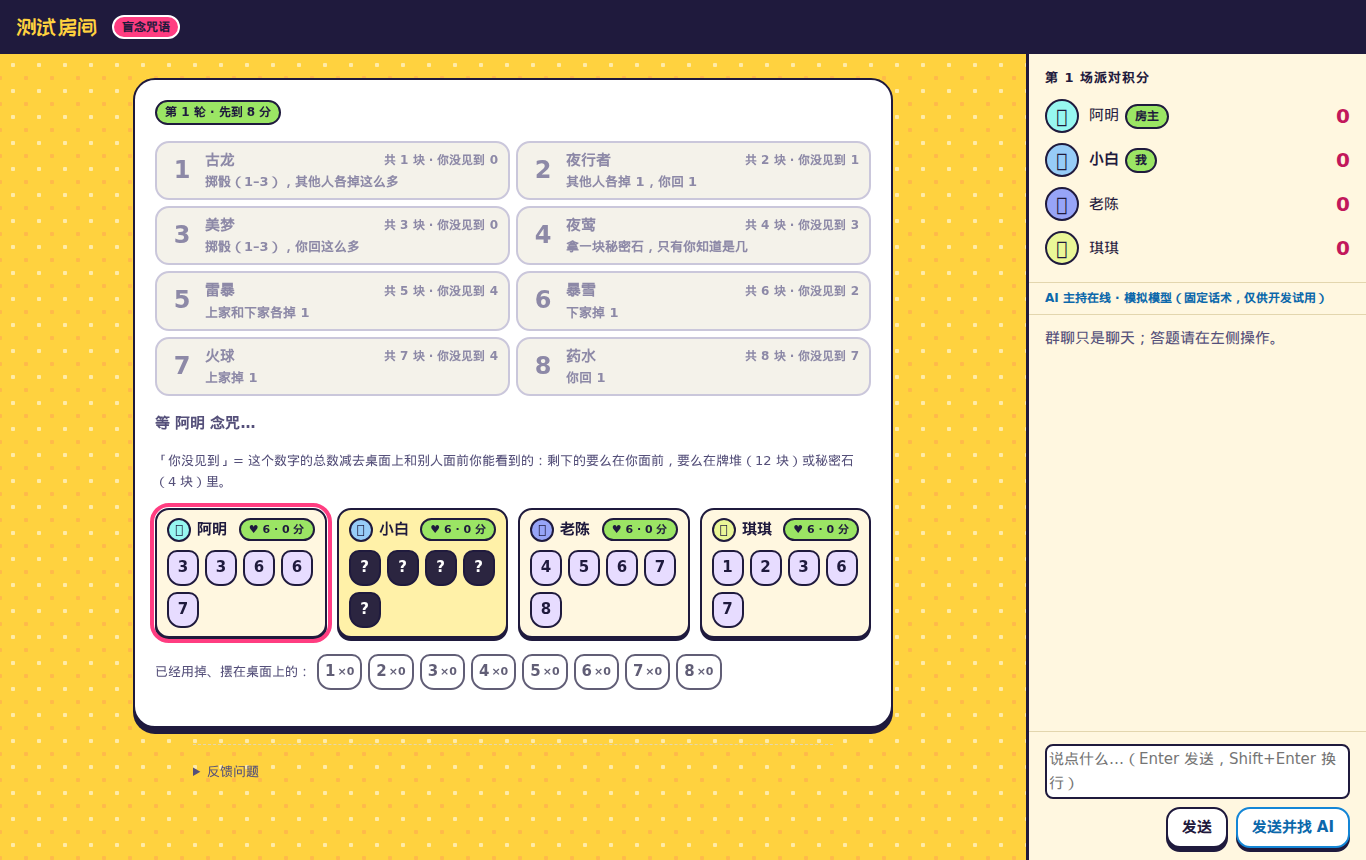 测试房间 盲念咒语
第 1 轮 · 先到 8 分
1 古龙 共 1 块 · 你没见到 0
掷骰（1–3），其他人各掉这么多
2 夜行者 共 2 块 · 你没见到 1
其他人各掉 1，你回 1
3 美梦 共 3 块 · 你没见到 0
掷骰（1–3），你回这么多
4 夜莺 共 4 块 · 你没见到 3
拿一块秘密石，只有你知道是几
5 雷暴 共 5 块 · 你没见到 4
上家和下家各掉 1
6 暴雪 共 6 块 · 你没见到 2
下家掉 1
7 火球 共 7 块 · 你没见到 4
上家掉 1
8 药水 共 8 块 · 你没见到 7
你回 1
等 阿明 念咒…
「你没见到」= 这个数字的总数减去桌面上和别人面前你能看到的：剩下的要么在你面前，要么在牌堆（12 块）或秘密石
（4 块）里。
阿明 ♥ 6 · 0 分
3 3 6 6
7
小白 ♥ 6 · 0 分
? ? ? ?
?
老陈 ♥ 6 · 0 分
4 5 6 7
8
琪琪 ♥ 6 · 0 分
1 2 3 6
7
已经用掉、摆在桌面上的： 1×0 2×0 3×0 4×0 5×0 6×0 7×0 8×0
▶ 反馈问题
第 1 场派对积分
阿明 房主 0
小白 我 0
老陈 0
琪琪 0
AI 主持在线 · 模拟模型（固定话术，仅供开发试用）
群聊只是聊天；答题请在左侧操作。
说点什么…（Enter 发送，Shift+Enter 换
行）
发送 发送并找 AI